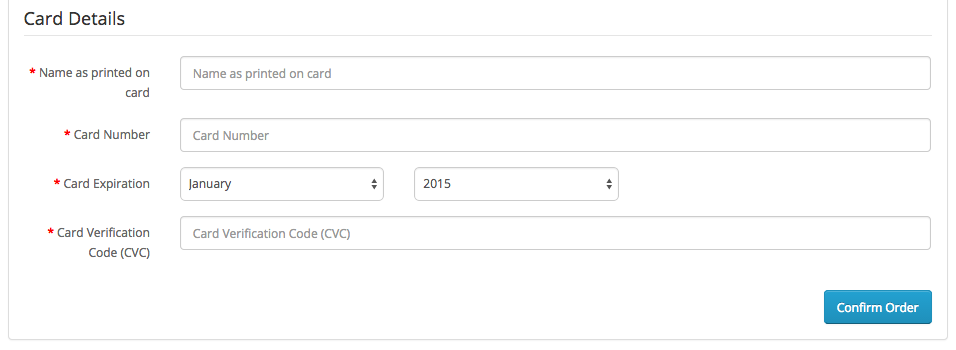 Card Details
* Name as printed on
card
Name as printed on card
* Card Number
Card Number
* Card Expiration
January
2015
* Card Verification
Code (CVC)
Card Verification Code (CVC)
Confirm Order